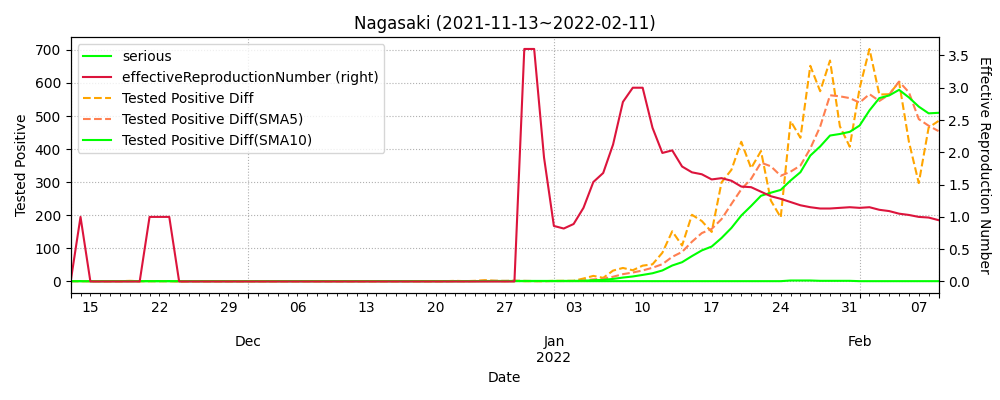 Nagasaki (2021-11-13~2022-02-11)
serious
effectiveReproductionNumber (right)
Tested Positive Diff
Tested Positive Diff(SMA5)
Tested Positive Diff(SMA10)
Tested Positive
700
600
500
400
300
200
100
0
3.5
3.0
2.5
2.0
1.5
1.0
0.5
0.0
Effective Reproduction Number
15 22 29 06 13 20 27 03 10 17 24 31 07
Dec Jan Feb
2022
Date